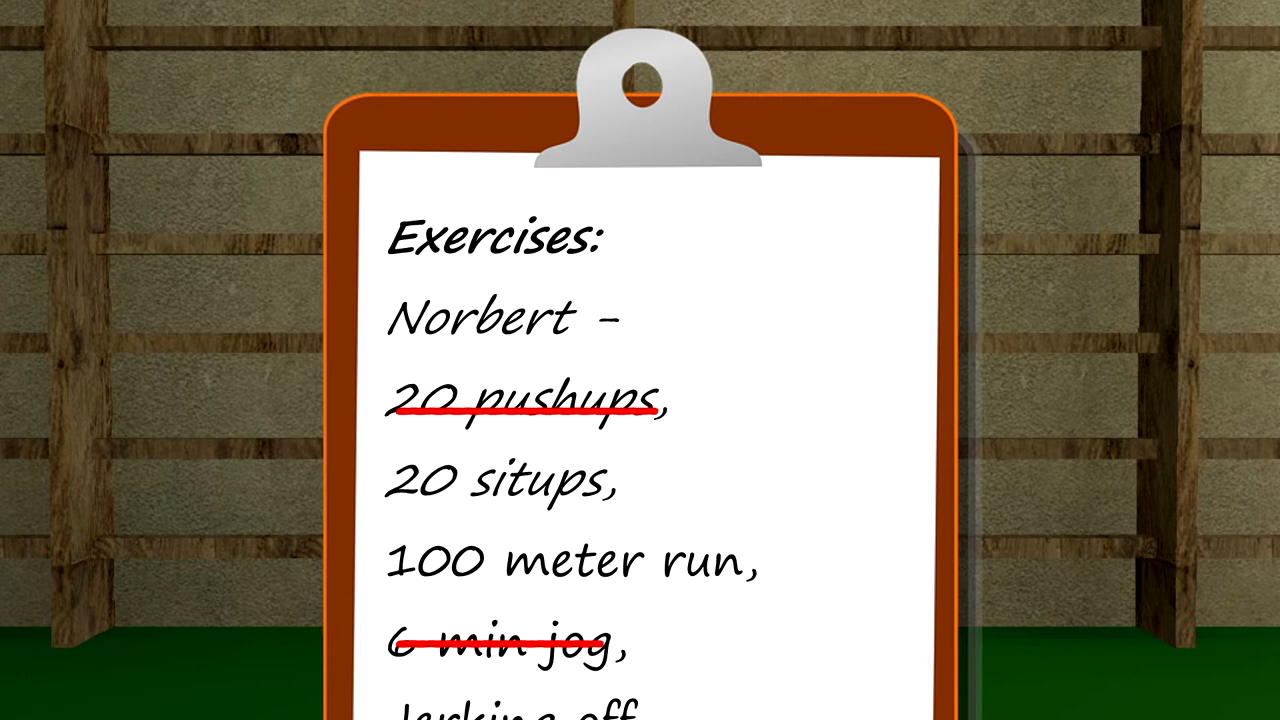 Exercises:
Norbert -
20 pushups,
20 situps,
100 meter run,
6 min jog,
Jerking off